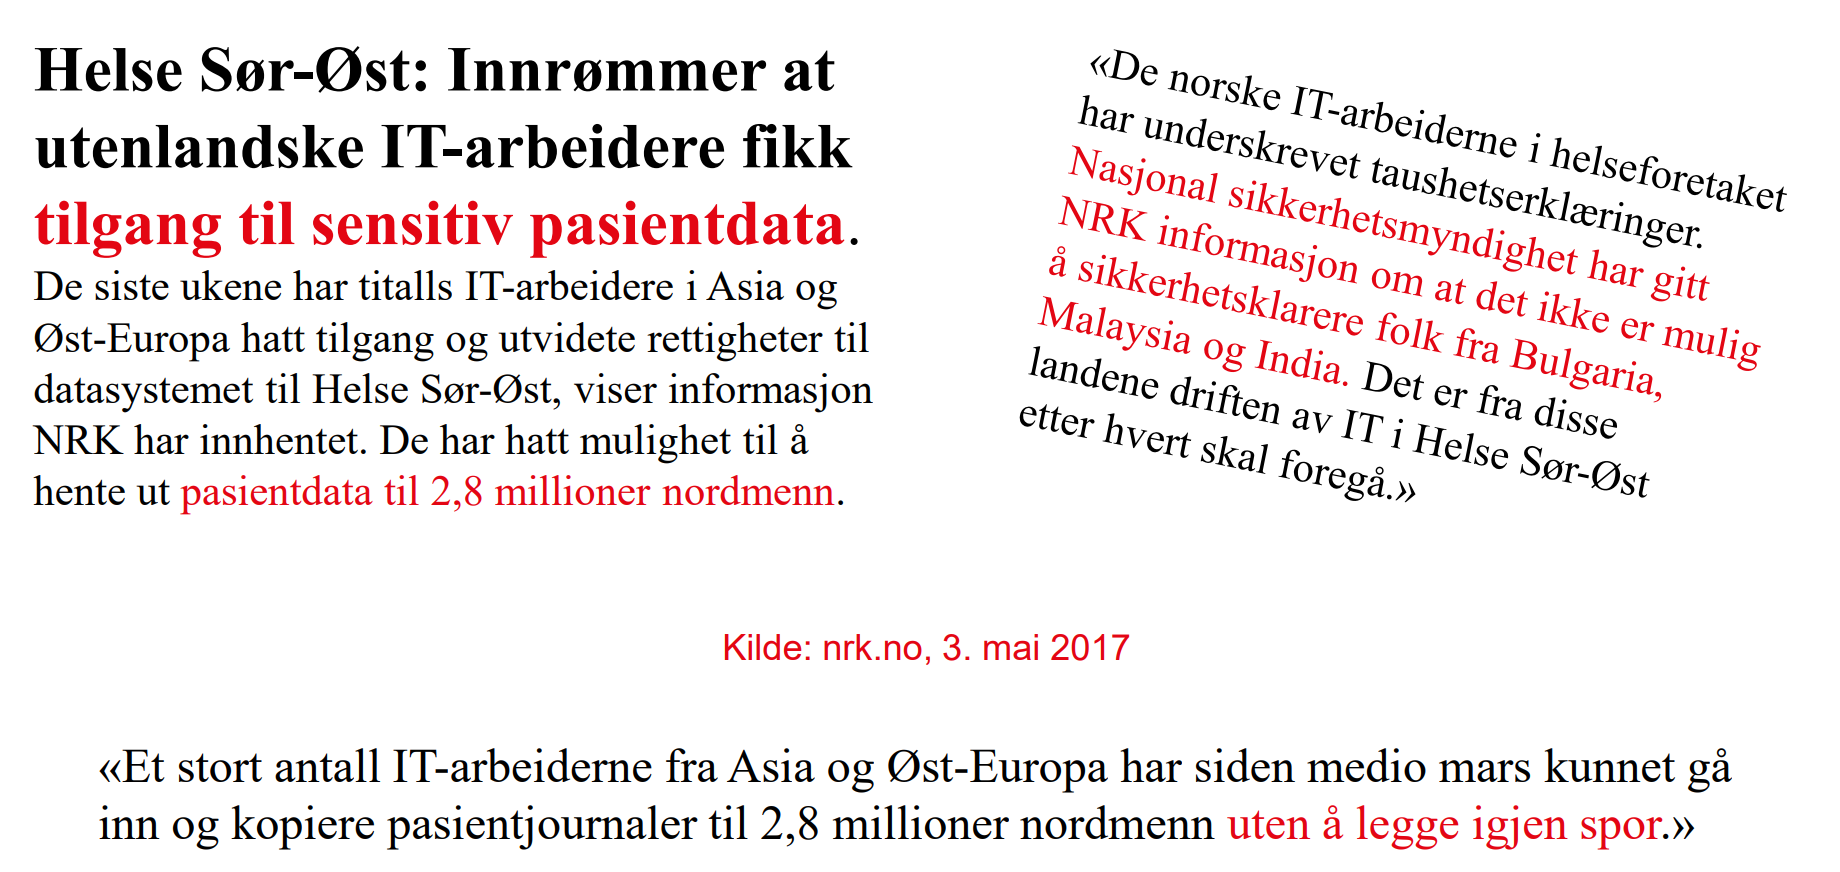 Helse Sør-Øst: Innrømmer at
utenlandske IT-arbeidere fikk
tilgang til sensitiv pasientdata.
De siste ukene har titalls IT-arbeidere i Asia og
Øst-Europa hatt tilgang og utvidete rettigheter til
datasystemet til Helse Sør-Øst, viser informasjon
NRK har innhentet. De har hatt mulighet til å
hente ut pasientdata til 2,8 millioner nordmenn.
«De norske IT-arbeiderne i helseforetaket
har underskrevet taushetserklæringer.
Nasjonal sikkerhetsmyndighet har gitt
NRK informasjon om at det ikke er mulig
å sikkerhetsklarere folk fra Bulgaria,
Malaysia og India. Det er fra disse
landene driften av IT i Helse Sør-Øst
etter hvert skal foregå.»
Kilde: nrk.no, 3. mai 2017
«Et stort antall IT-arbeiderne fra Asia og Øst-Europa har siden medio mars kunnet gå
inn og kopiere pasientjournaler til 2,8 millioner nordmenn uten å legge igjen spor.»